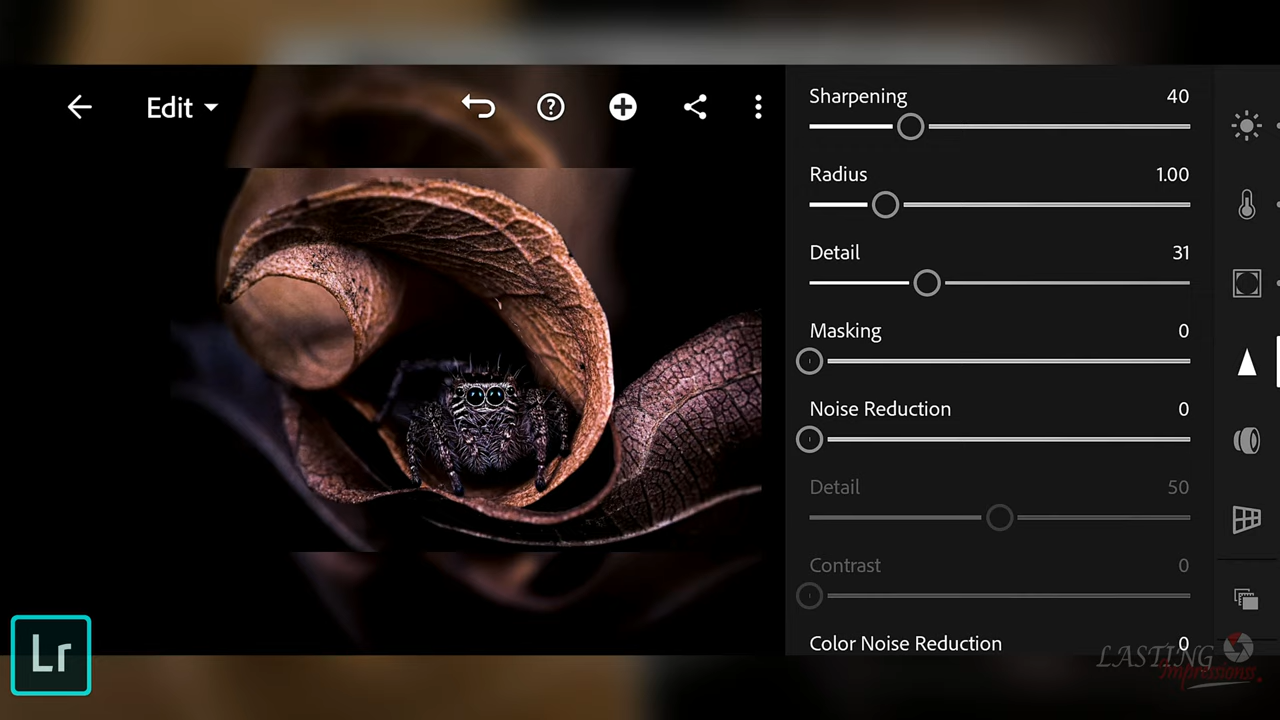 Edit
Sharpening 40
Radius 1.00
Detail 31
Masking 0
Noise Reduction 0
Detail 50
Contrast 0
Color Noise Reduction 0
Lr
LASTING
Impressionss.